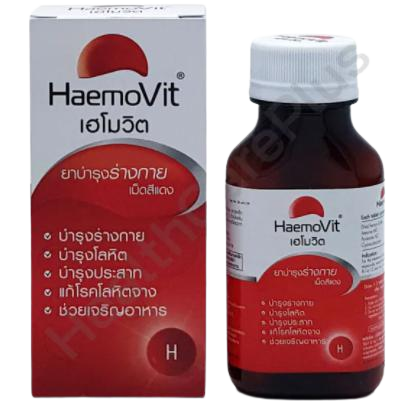 HaemoVit®
เฮโมวิต
ยาบำรุงร่างกาย
เม็ดสีแดง
บำรุงร่างกาย
บำรุงโลหิต
บำรุงประสาท
แก้โรคโลหิตจาง
ช่วยเจริญอาหาร
H
HaemoVit®
เฮโมวิต
ยาบำรุงร่างกาย
เม็ดสีแดง
บำรุงร่างกาย
บำรุงโลหิต
บำรุงประสาท
แก้โรคโลหิตจาง
ช่วยเจริญอาหาร
H
HealthCarePlus